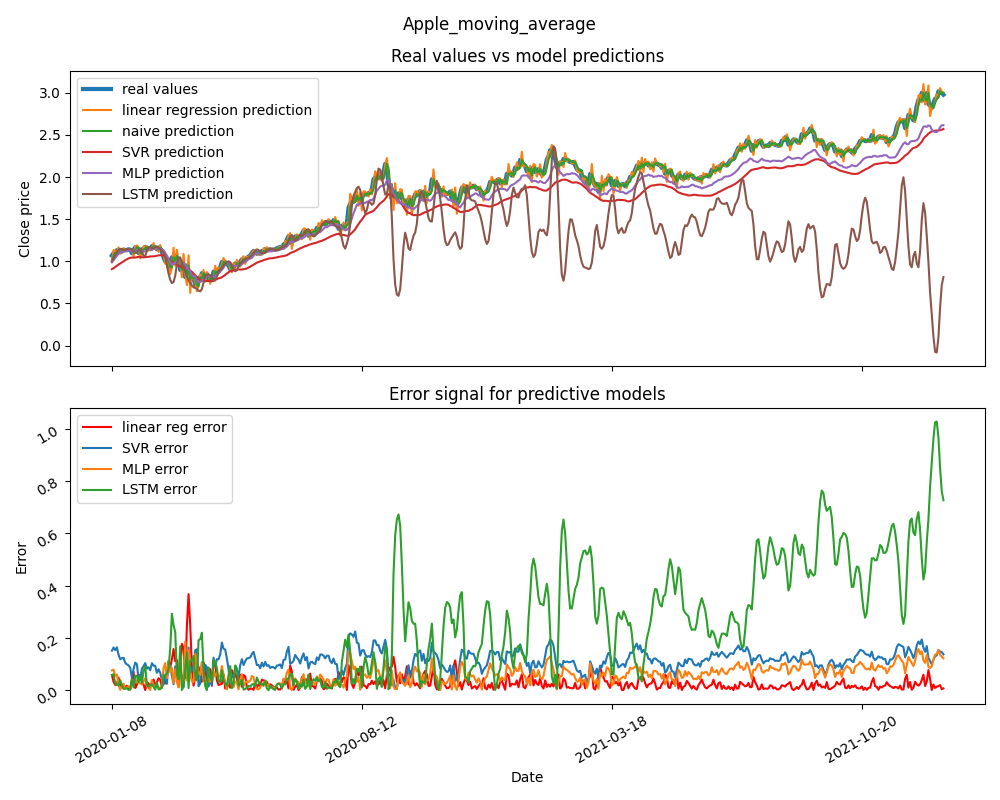 Apple_moving_average
Real values vs model predictions
Close price
3.0
2.5
2.0
1.5
1.0
0.5
0.0
real values
linear regression prediction
naive prediction
SVR prediction
MLP prediction
LSTM prediction
Error signal for predictive models
Error
1.0
0.8
0.6
0.4
0.2
0.0
linear reg error
SVR error
MLP error
LSTM error
2020-01-08
2020-08-12
2021-03-18
2021-10-20
Date